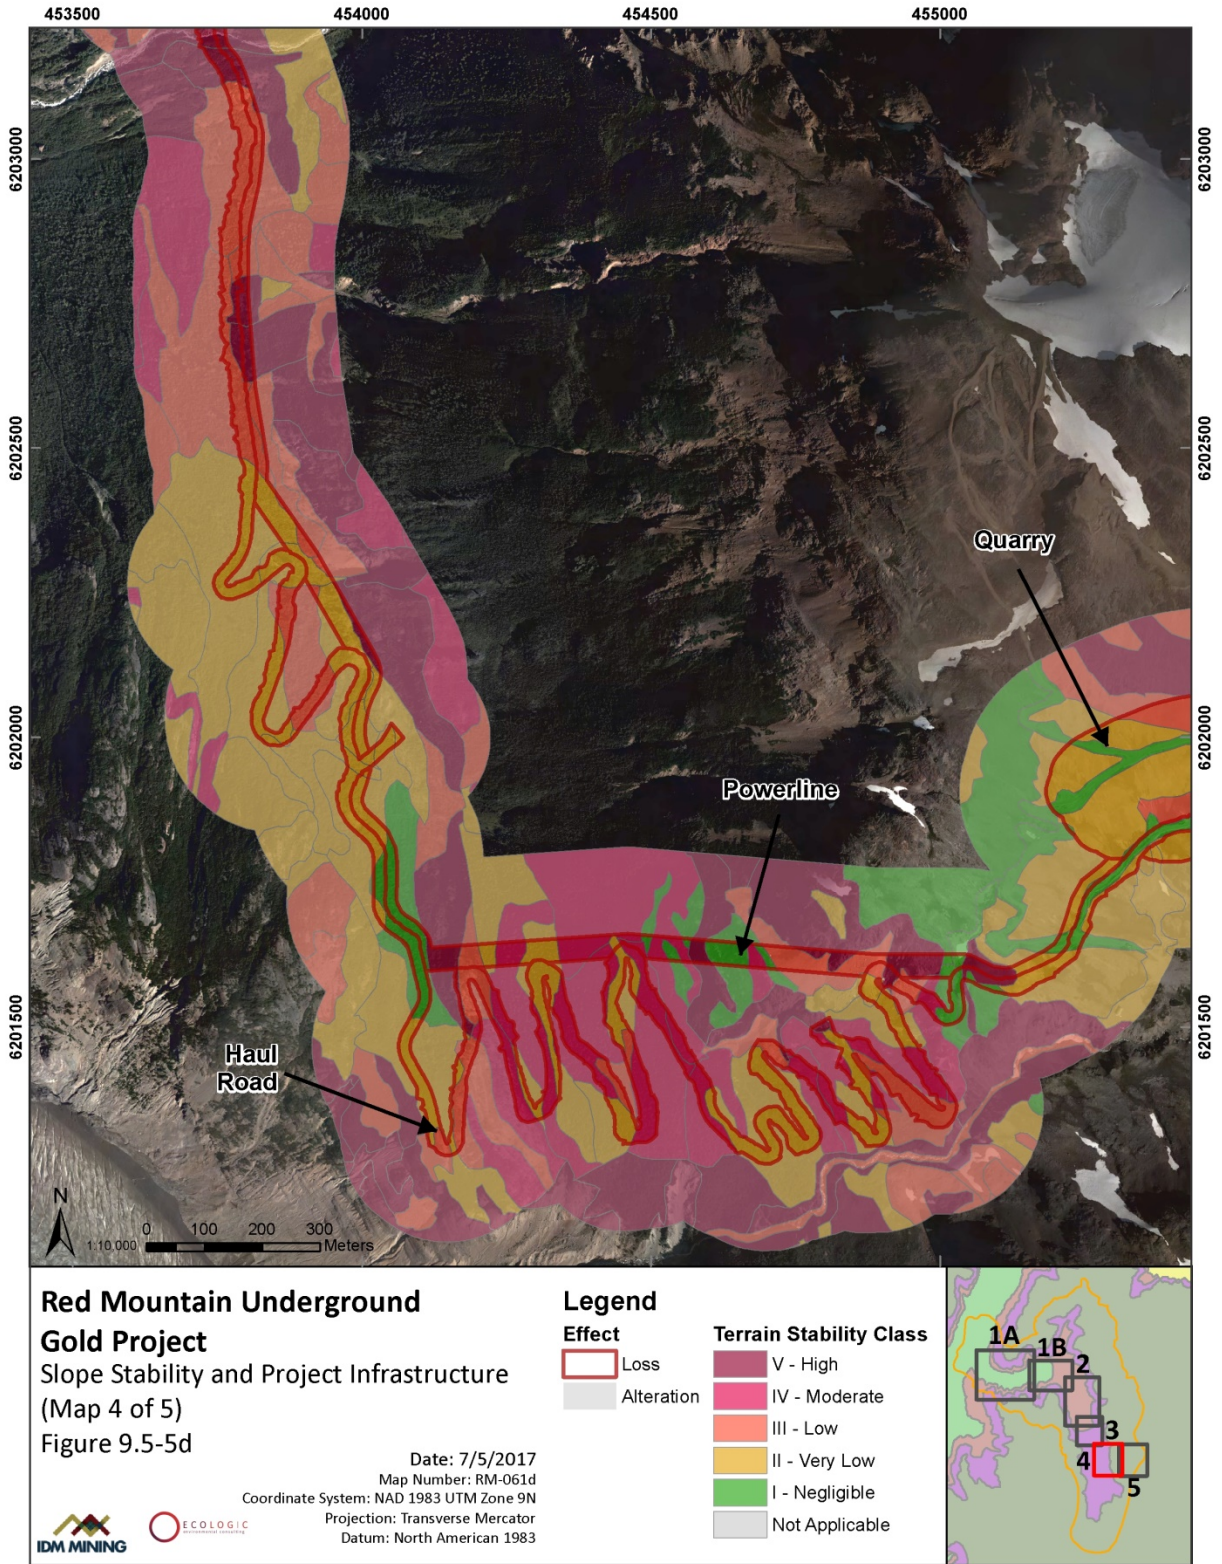 453500 454000 454500 455000
6203000
6203000
6202500
6202500
Quarry
6202000
6202000
Powerline
6201500
6201500
Haul
Road
N
0 100 200 300
1:10,000 Meters
Red Mountain Underground
Gold Project
Slope Stability and Project Infrastructure
(Map 4 of 5)
Figure 9.5-5d
Date: 7/5/2017
Map Number: RM-061d
Coordinate System: NAD 1983 UTM Zone 9N
Projection: Transverse Mercator
Datum: North American 1983
IDM MINING
ECOLOGIC
environmental consulting
Legend
Effect
Loss
Alteration
Terrain Stability Class
V - High
IV - Moderate
III - Low
II - Very Low
I - Negligible
Not Applicable
1A
1B
2
3
4
5